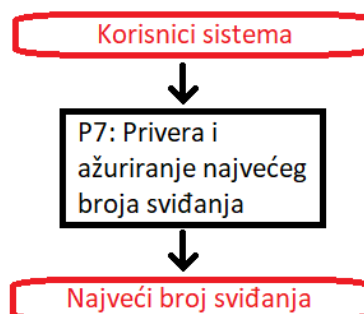 Korisnici sistema
P7: Privera i
ažuriranje najvećeg
broja sviđanja
Najveći broj sviđanja